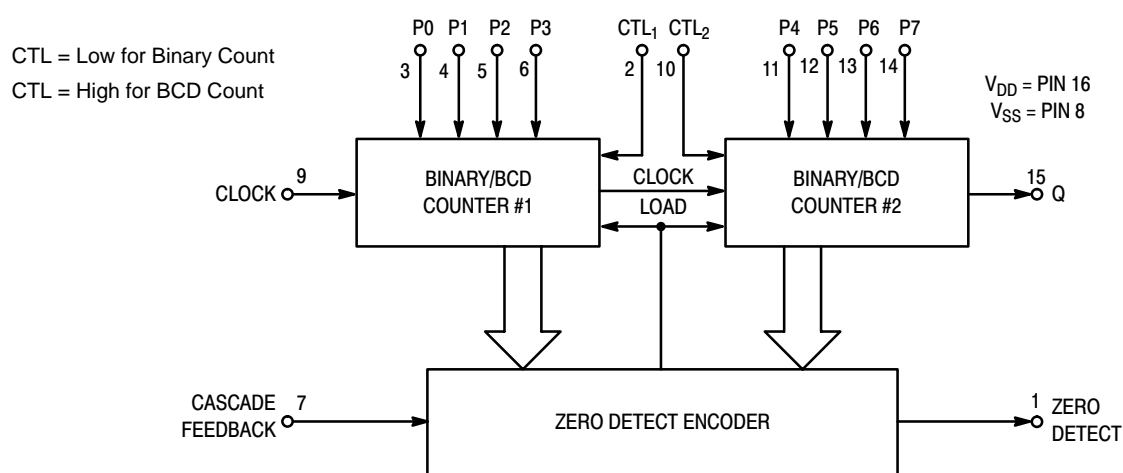 CTL = Low for Binary Count
CTL = High for BCD Count
P0 P1 P2 P3 CTL1 CTL2 P4 P5 P6 P7
3 4 5 6 2 10 11 12 13 14
VDD = PIN 16
VSS = PIN 8
CLOCK 9
BINARY/BCD
COUNTER #1
CLOCK
LOAD
BINARY/BCD
COUNTER #2
15
Q
CASCADE
FEEDBACK
7
ZERO DETECT ENCODER
1
ZERO
DETECT